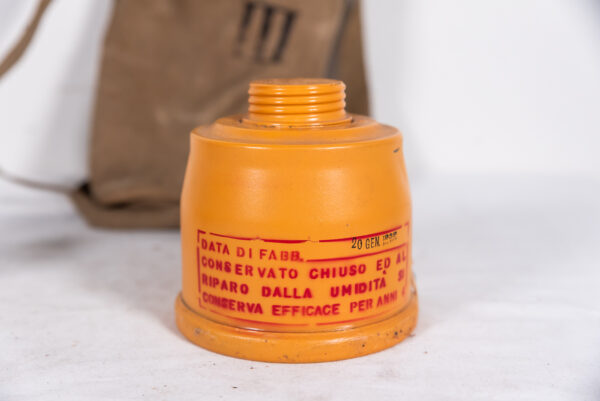 DATA DI FABB. 20 GEN.
CONSERVATO CHIUSO ED AL
RIPARO DALLA UMIDITÀ SI
CONSERVA EFFICACE PER ANNI